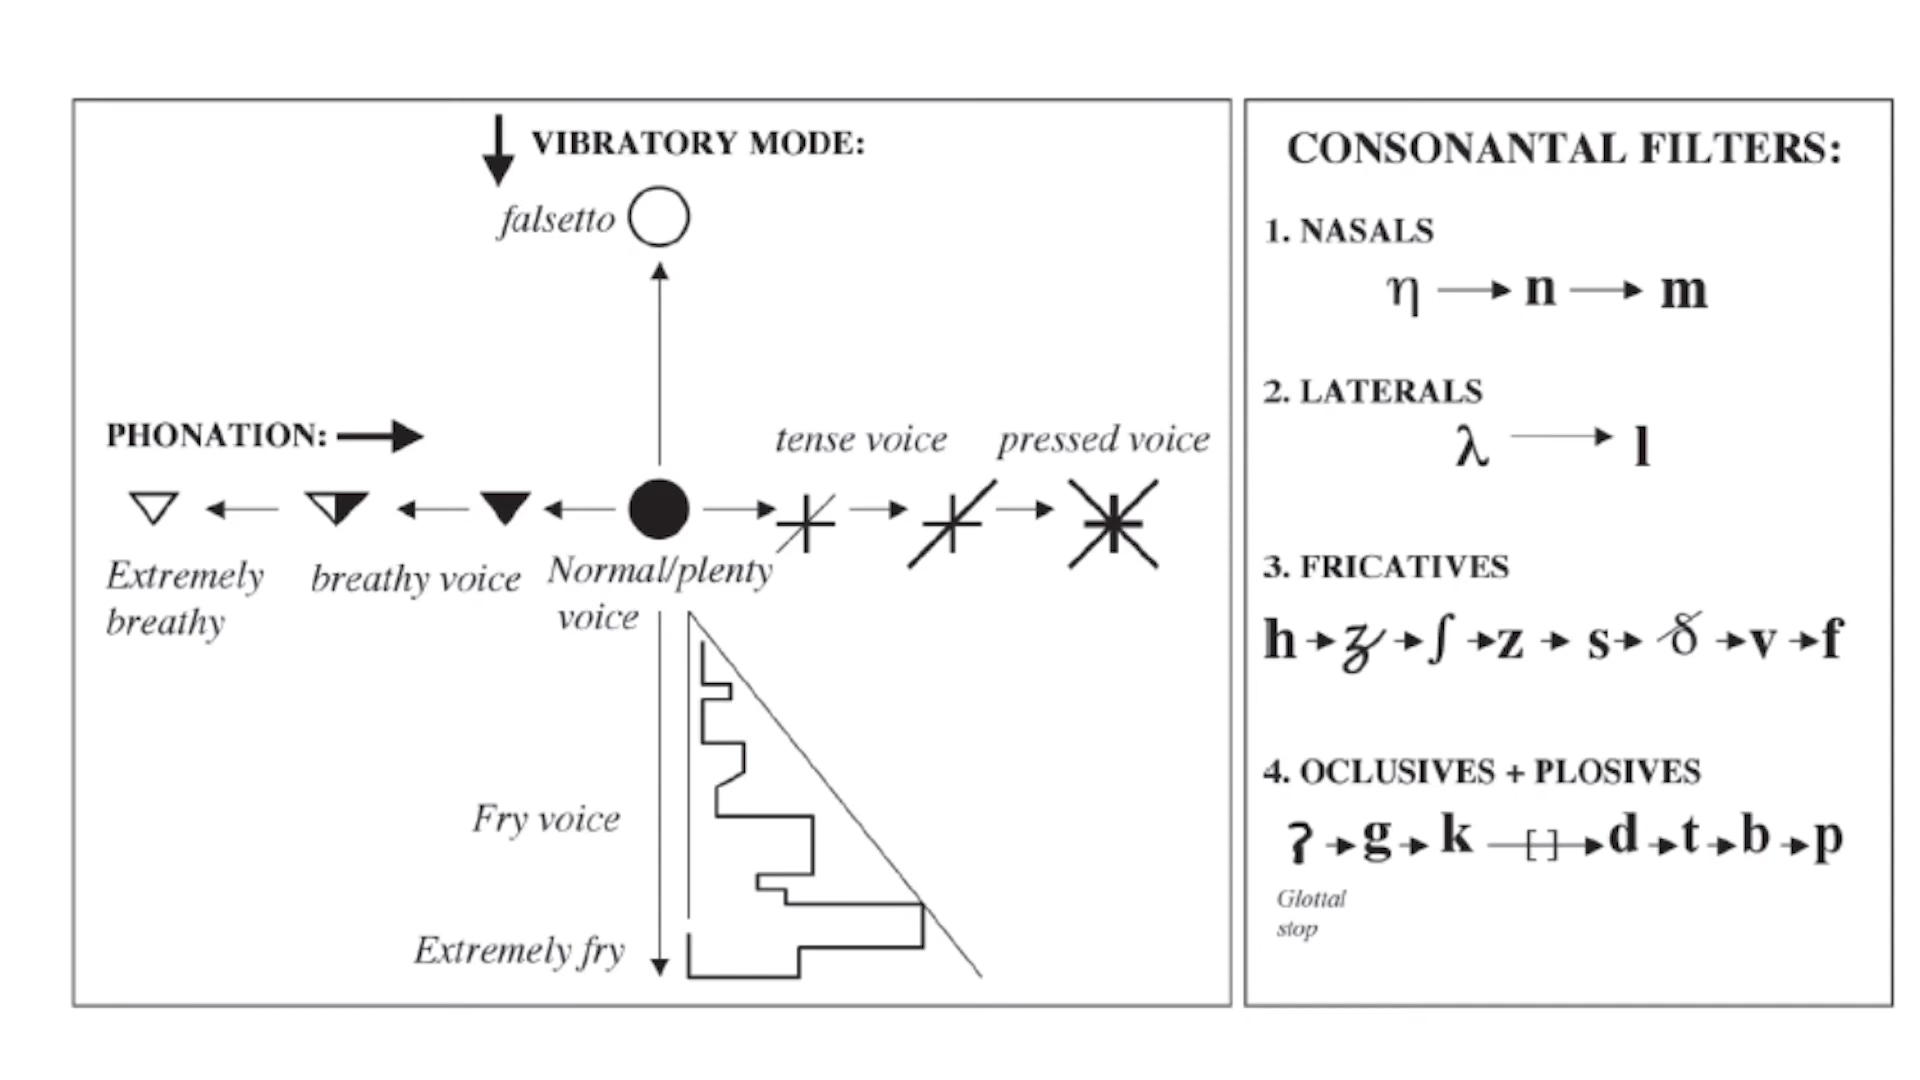 VIBRATORY MODE:
falsetto
PHONATION:
tense voice pressed voice
Extremely
breathy
breathy voice
Normal/plenty
voice
Fry voice
Extremely fry
CONSONANTAL FILTERS:
1. NASALS
η → n → m
2. LATERALS
λ → l
3. FRICATIVES
h → ʒ → ʃ → z → s → ð → v → f
4. OCLUSIVES + PLOSIVES
ʔ → g → k —[ ]→ d → t → b → p
Glottal
stop